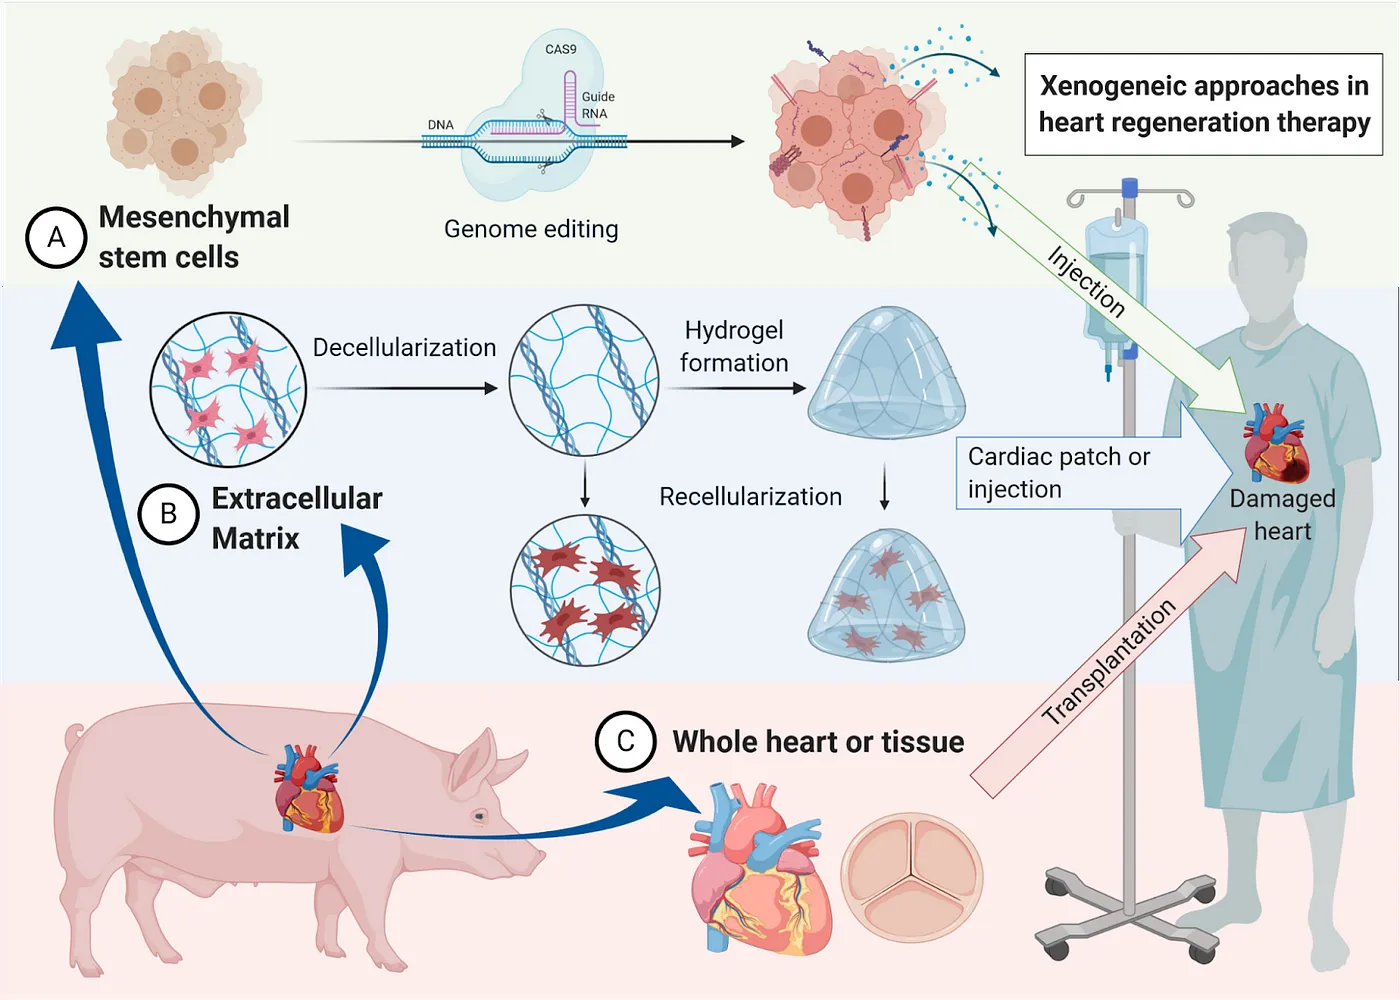 Xenogeneic approaches in
heart regeneration therapy
CAS9
Guide
RNA
DNA
Genome editing
A
Mesenchymal
stem cells
Injection
Decellularization
Hydrogel
formation
B
Extracellular
Matrix
Recellularization
Cardiac patch or
injection
Damaged
heart
Transplantation
C
Whole heart or tissue